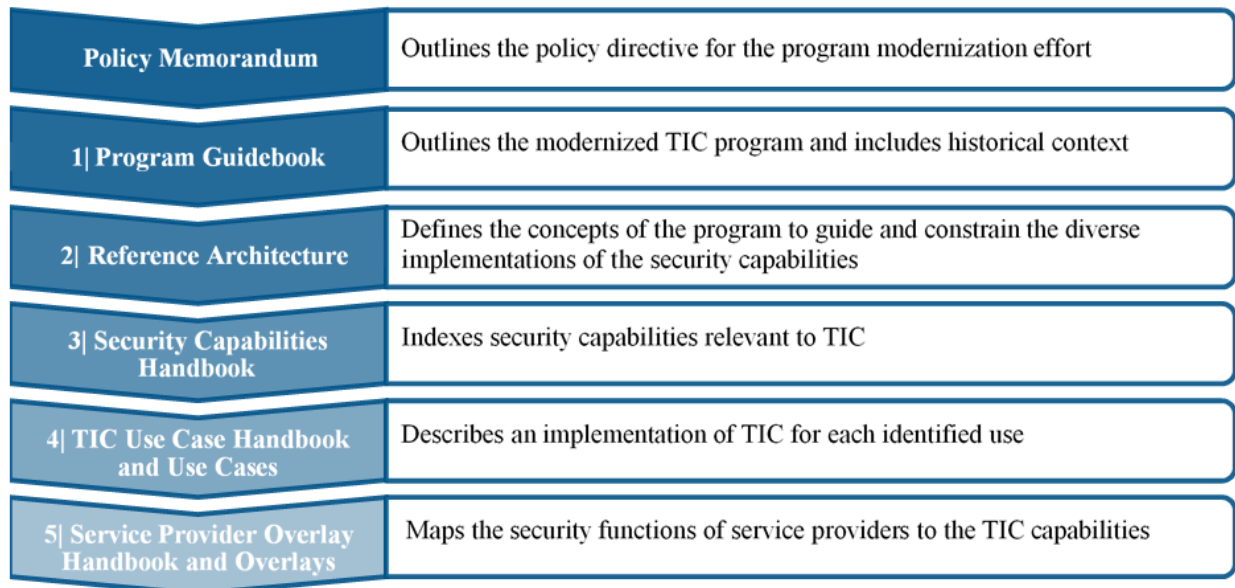 Policy Memorandum
Outlines the policy directive for the program modernization effort
1| Program Guidebook
Outlines the modernized TIC program and includes historical context
2| Reference Architecture
Defines the concepts of the program to guide and constrain the diverse
implementations of the security capabilities
3| Security Capabilities
Handbook
Indexes security capabilities relevant to TIC
4| TIC Use Case Handbook
and Use Cases
Describes an implementation of TIC for each identified use
5| Service Provider Overlay
Handbook and Overlays
Maps the security functions of service providers to the TIC capabilities